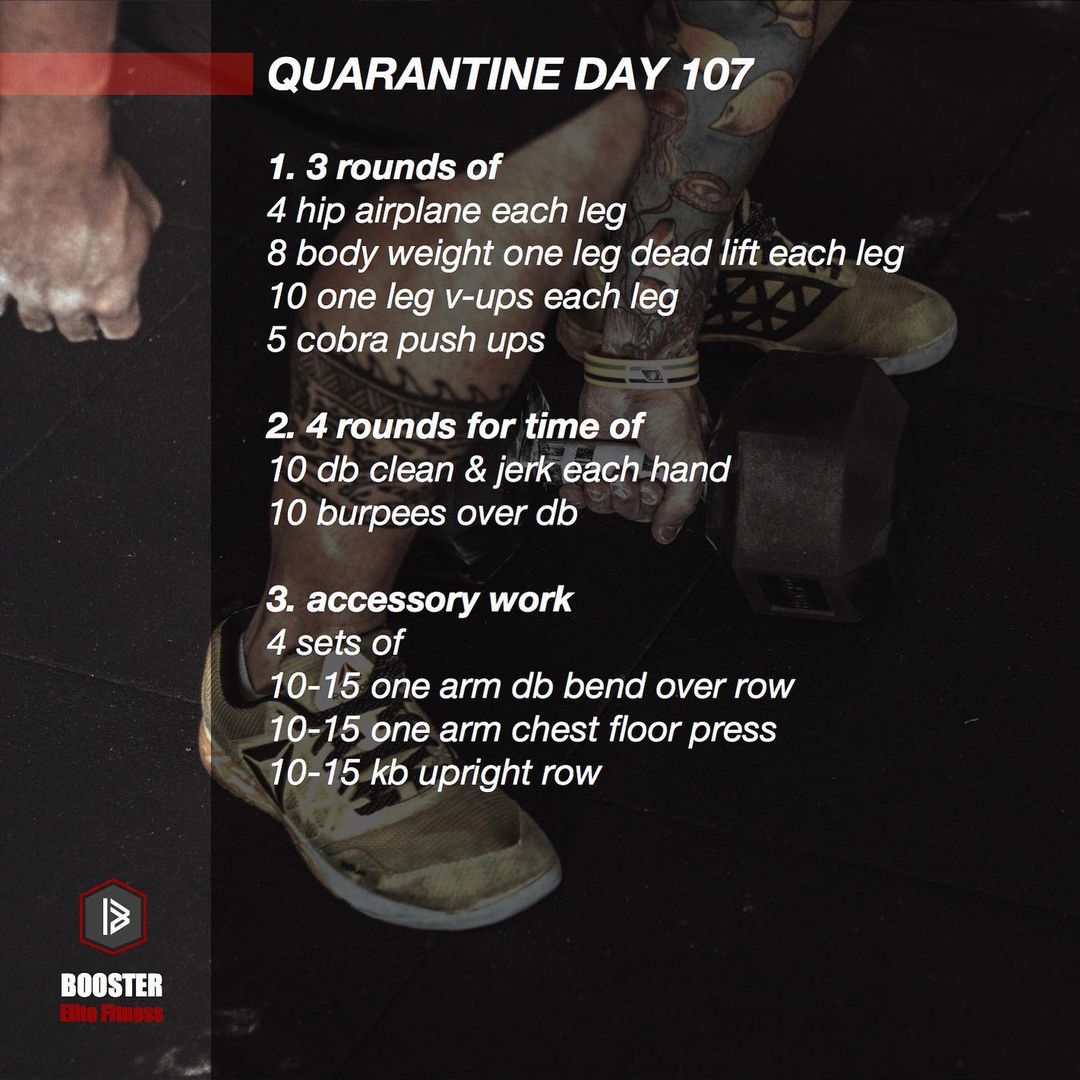 QUARANTINE DAY 107
1. 3 rounds of
4 hip airplane each leg
8 body weight one leg dead lift each leg
10 one leg v-ups each leg
5 cobra push ups
2. 4 rounds for time of
10 db clean & jerk each hand
10 burpees over db
3. accessory work
4 sets of
10-15 one arm db bend over row
10-15 one arm chest floor press
10-15 kb upright row
BOOSTER
Elite Fitness